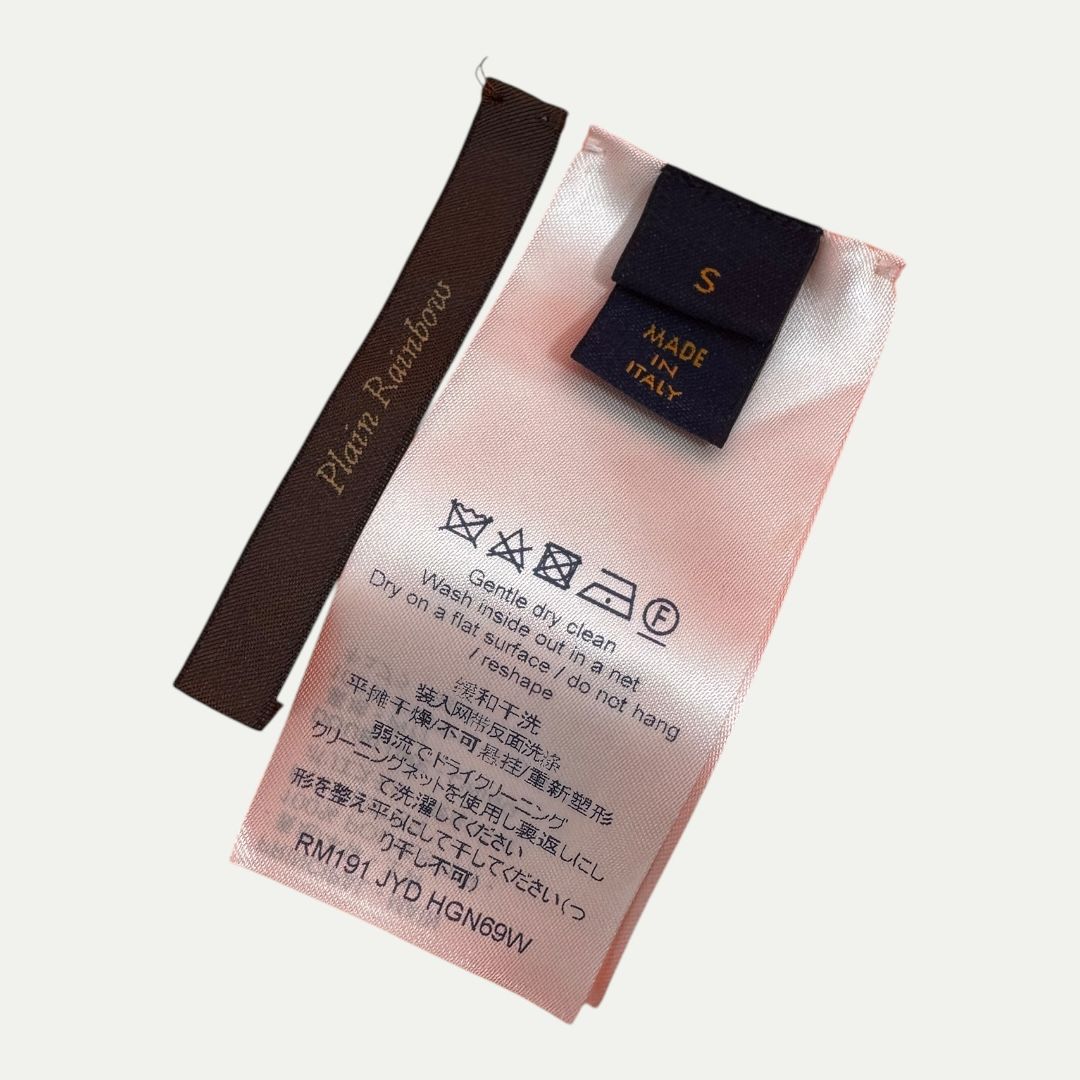 Plain Rainbow
S
MADE
IN
ITALY
F
Gentle dry clean
Wash inside out in a net
Dry on a flat surface / do not hang
/ reshape
缓和干洗
装入网带反面洗涤
平摊干燥/不可悬挂/重新塑形
弱流でドライクリーニング
クリーニングネットを使用し裏返しにし
て洗濯してください
形を整え平らにして干してください(つ
り干し不可)
RM191 JYD HGN69W